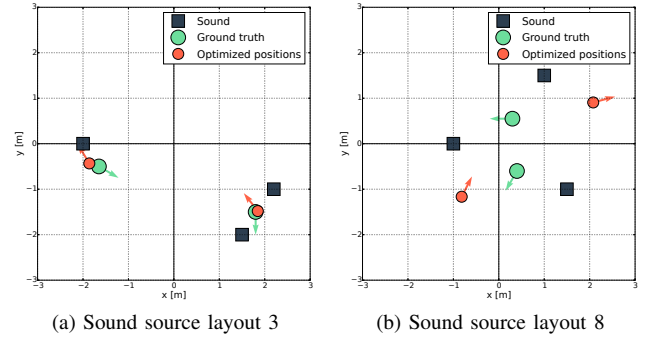 3
2
1
0
−1
−2
−3
y [m]
Sound
Ground truth
Optimized positions
−3 −2 −1 0 1 2 3
x [m]
(a) Sound source layout 3
3
2
1
0
−1
−2
−3
y [m]
Sound
Ground truth
Optimized positions
−3 −2 −1 0 1 2 3
x [m]
(b) Sound source layout 8